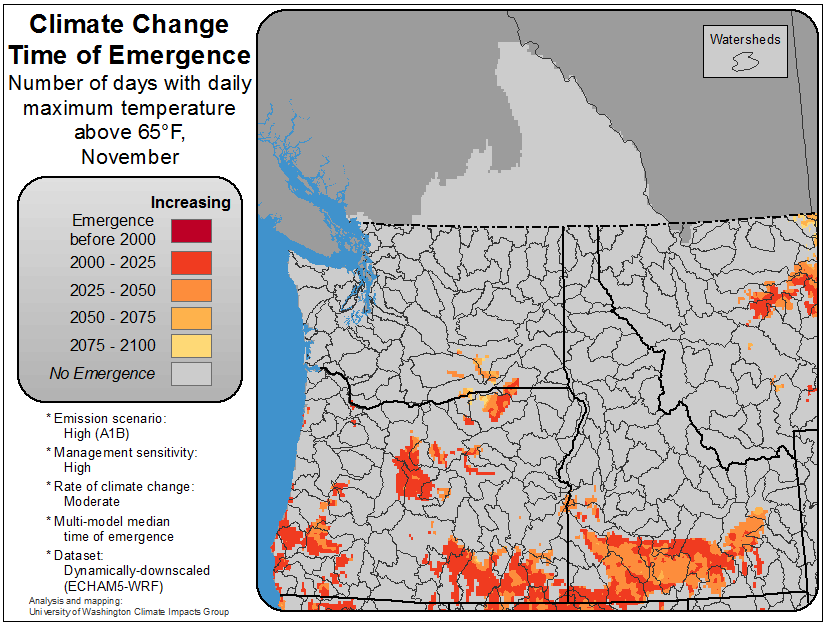 Climate Change
Time of Emergence
Number of days with daily
maximum temperature
above 65°F,
November
Increasing
Emergence
before 2000
2000 - 2025
2025 - 2050
2050 - 2075
2075 - 2100
No Emergence
* Emission scenario:
High (A1B)
* Management sensitivity:
High
* Rate of climate change:
Moderate
* Multi-model median
time of emergence
* Dataset:
Dynamically-downscaled
(ECHAM5-WRF)
Analysis and mapping:
University of Washington Climate Impacts Group
Watersheds